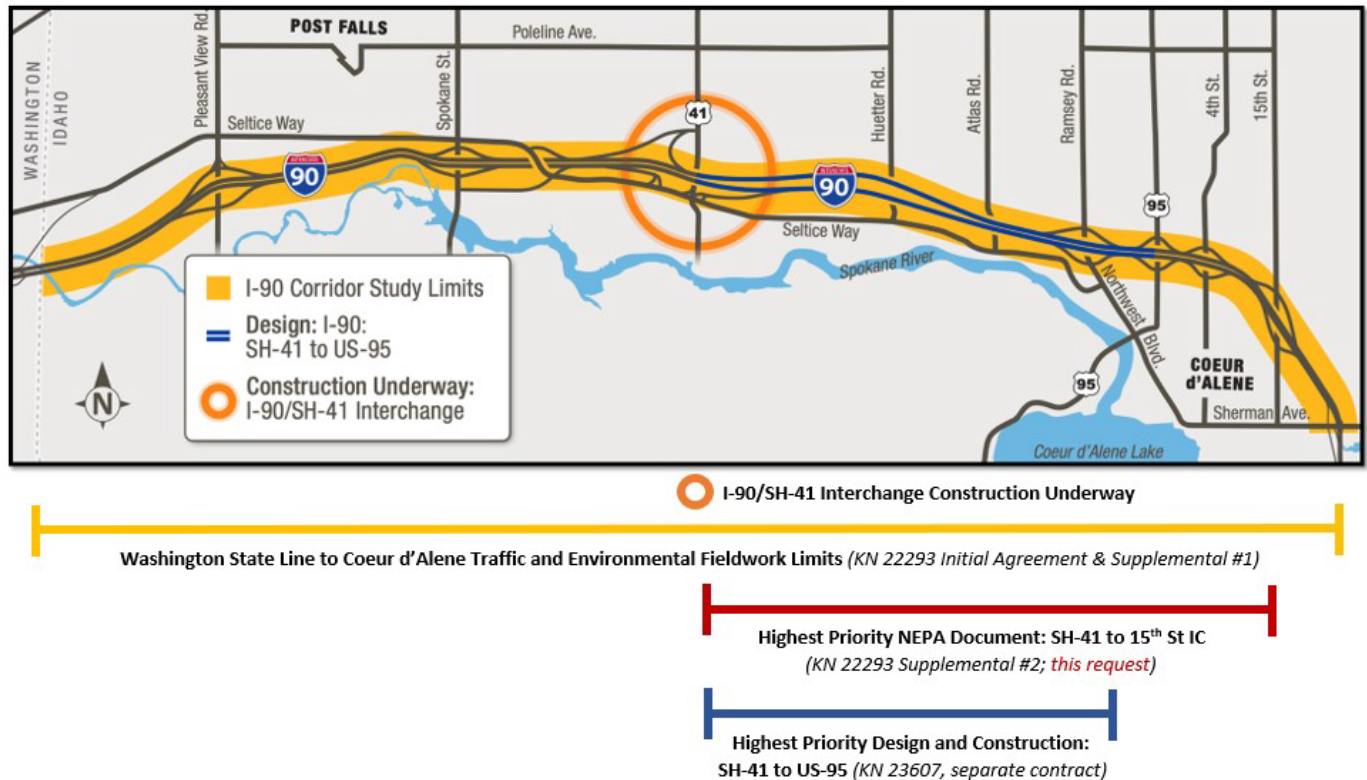 POST FALLS
Poleline Ave.
WASHINGTON
IDAHO
Pleasant View Rd.
Spokane St.
41
Huetter Rd.
Atlas Rd.
Ramsey Rd.
4th St.
15th St.
Seltice Way
INTERSTATE
90
INTERSTATE
90
95
Seltice Way
Spokane River
Northwest Blvd.
COEUR
d'ALENE
95
Sherman Ave.
Coeur d'Alene Lake
N
I-90 Corridor Study Limits
Design: I-90:
SH-41 to US-95
Construction Underway:
I-90/SH-41 Interchange
I-90/SH-41 Interchange Construction Underway
Washington State Line to Coeur d'Alene Traffic and Environmental Fieldwork Limits (KN 22293 Initial Agreement & Supplemental #1)
Highest Priority NEPA Document: SH-41 to 15th St IC
(KN 22293 Supplemental #2; this request)
Highest Priority Design and Construction:
SH-41 to US-95 (KN 23607, separate contract)